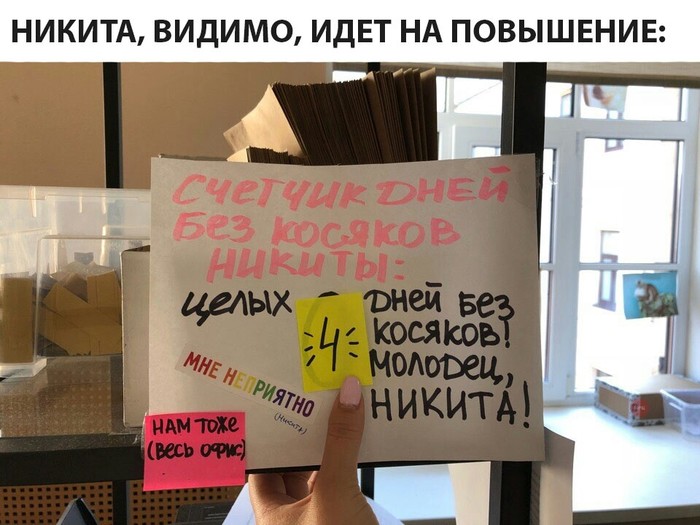 НИКИТА, ВИДИМО, ИДЕТ НА ПОВЫШЕНИЕ:
СЧЕТЧИК ДНЕЙ
БЕЗ КОСЯКОВ
НИКИТЫ:
ЦЕЛЫХ 4 ДНЕЙ БЕЗ
КОСЯКОВ!
МОЛОДЕЦ,
НИКИТА!
МНЕ НЕПРИЯТНО
(Никита)
НАМ ТОЖЕ
(ВЕСЬ ОФИС)